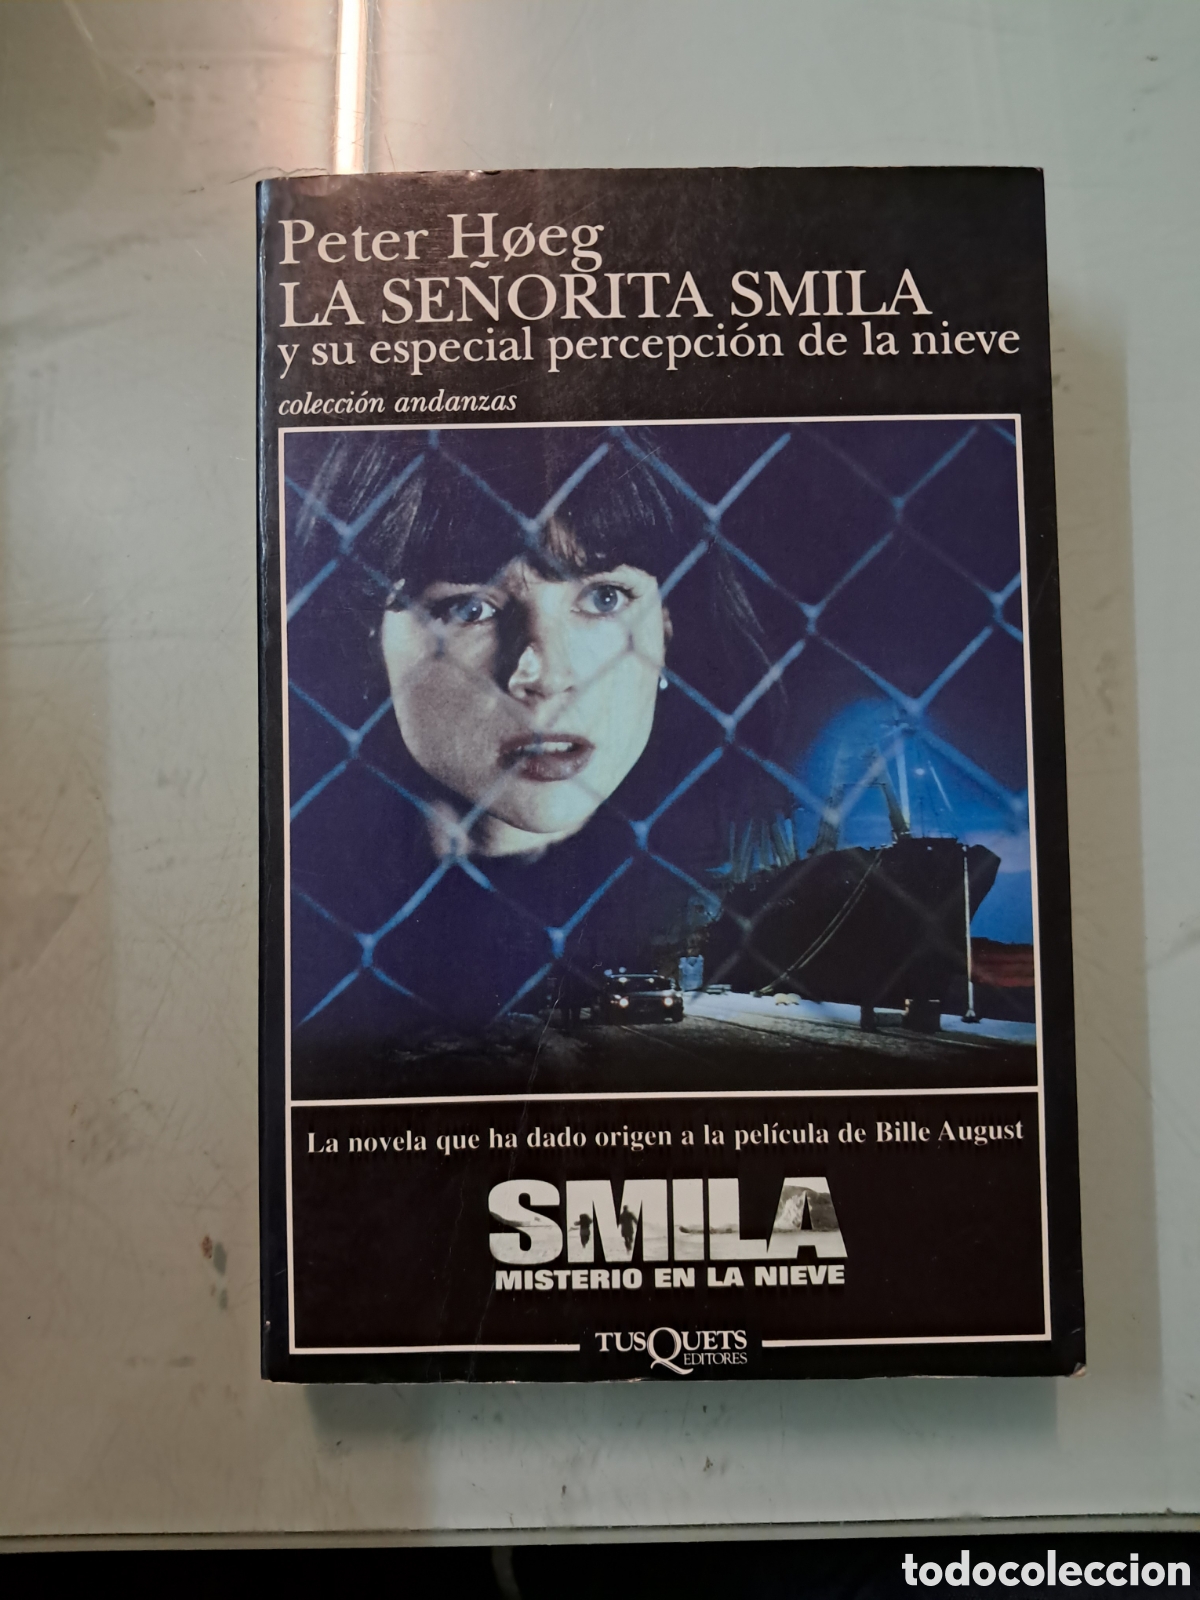 Peter Høeg
LA SEÑORITA SMILA
y su especial percepción de la nieve
colección andanzas
La novela que ha dado origen a la película de Bille August
SMILA
MISTERIO EN LA NIEVE
TUSQUETS
EDITORES
todocoleccion